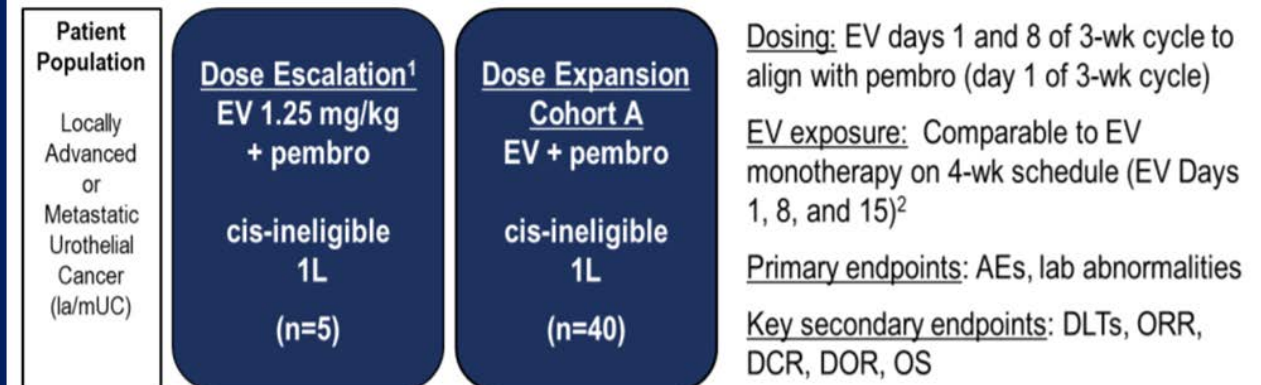 Patient
Population
Locally
Advanced
or
Metastatic
Urothelial
Cancer
(la/mUC)
Dose Escalation¹
EV 1.25 mg/kg
+ pembro
cis-ineligible
1L
(n=5)
Dose Expansion
Cohort A
EV + pembro
cis-ineligible
1L
(n=40)
Dosing: EV days 1 and 8 of 3-wk cycle to
align with pembro (day 1 of 3-wk cycle)
EV exposure: Comparable to EV
monotherapy on 4-wk schedule (EV Days
1, 8, and 15)²
Primary endpoints: AEs, lab abnormalities
Key secondary endpoints: DLTs, ORR,
DCR, DOR, OS